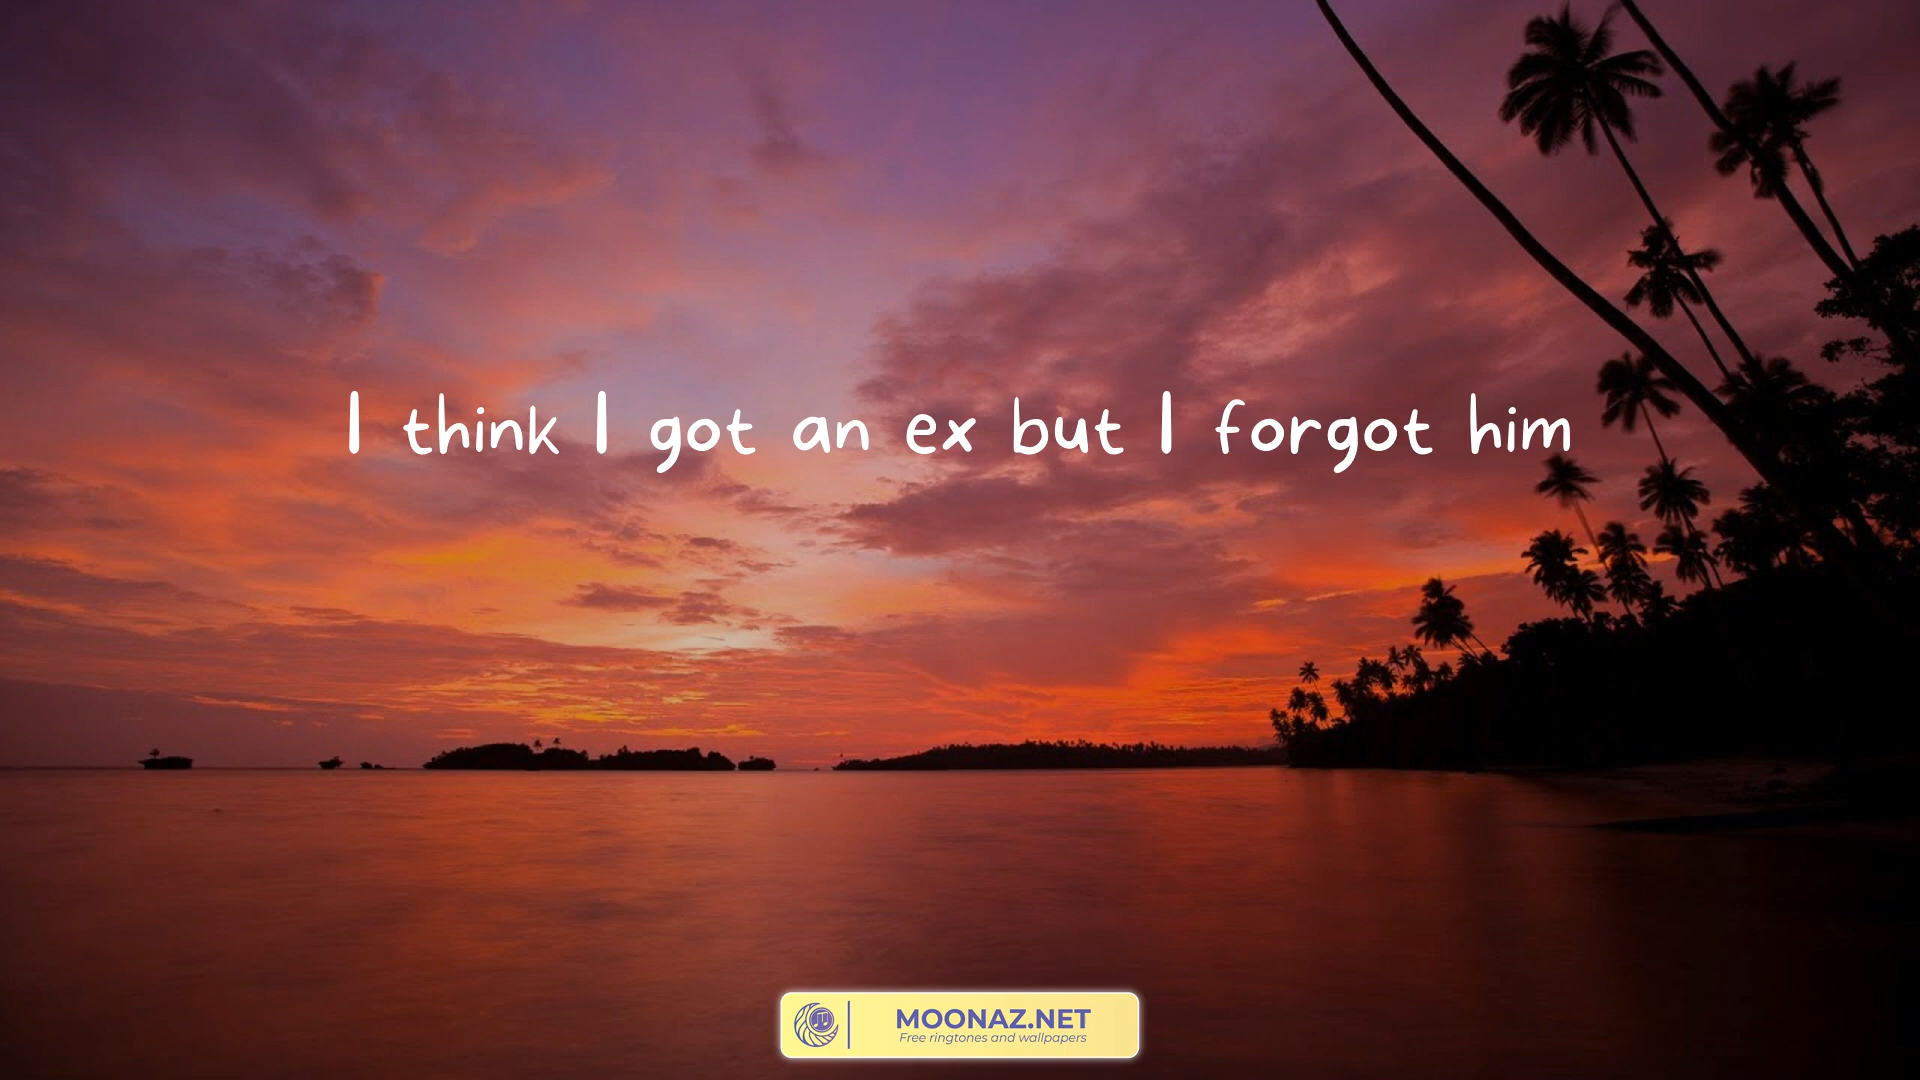 I think I got an ex but I forgot him
MOONAZ.NET
Free ringtones and wallpapers